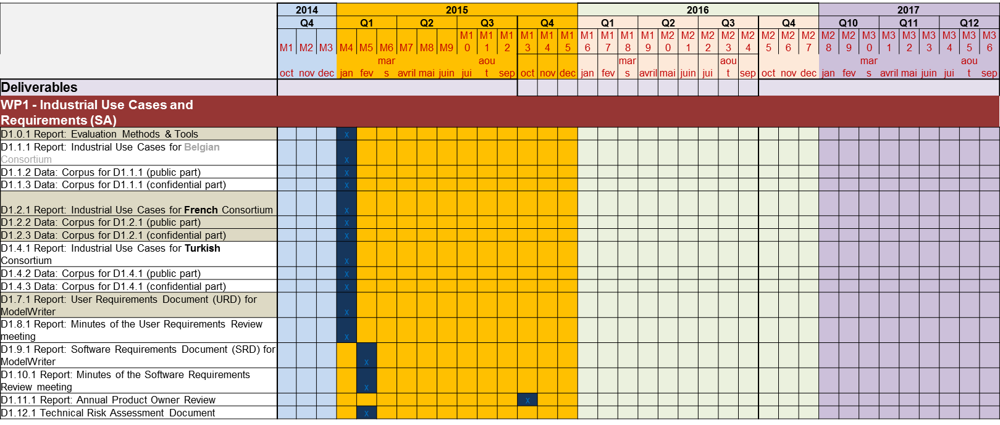 2014 2015 2016 2017
Q4 Q1 Q2 Q3 Q4 Q1 Q2 Q3 Q4 Q10 Q11 Q12
M1 M2 M3 M4 M5 M6 M7 M8 M9 M10 M11 M12 M13 M14 M15 M16 M17 M18 M19 M20 M21 M22 M23 M24 M25 M26 M27 M28 M29 M30 M31 M32 M33 M34 M35 M36
oct nov dec jan fev mars avril mai juin jui aout sep oct nov dec jan fev mars avril mai juin jui aout sep oct nov dec jan fev mars avril mai juin jui aout sep
Deliverables
WP1 - Industrial Use Cases and
Requirements (SA)
D1.0.1 Report: Evaluation Methods & Tools x
D1.1.1 Report: Industrial Use Cases for Belgian
Consortium x
D1.1.2 Data: Corpus for D1.1.1 (public part) x
D1.1.3 Data: Corpus for D1.1.1 (confidential part) x
D1.2.1 Report: Industrial Use Cases for French Consortium x
D1.2.2 Data: Corpus for D1.2.1 (public part) x
D1.2.3 Data: Corpus for D1.2.1 (confidential part) x
D1.4.1 Report: Industrial Use Cases for Turkish
Consortium x
D1.4.2 Data: Corpus for D1.4.1 (public part) x
D1.4.3 Data: Corpus for D1.4.1 (confidential part) x
D1.7.1 Report: User Requirements Document (URD) for
ModelWriter x
D1.8.1 Report: Minutes of the User Requirements Review
meeting x
D1.9.1 Report: Software Requirements Document (SRD) for
ModelWriter x
D1.10.1 Report: Minutes of the Software Requirements
Review meeting x
D1.11.1 Report: Annual Product Owner Review x
D1.12.1 Technical Risk Assessment Document x